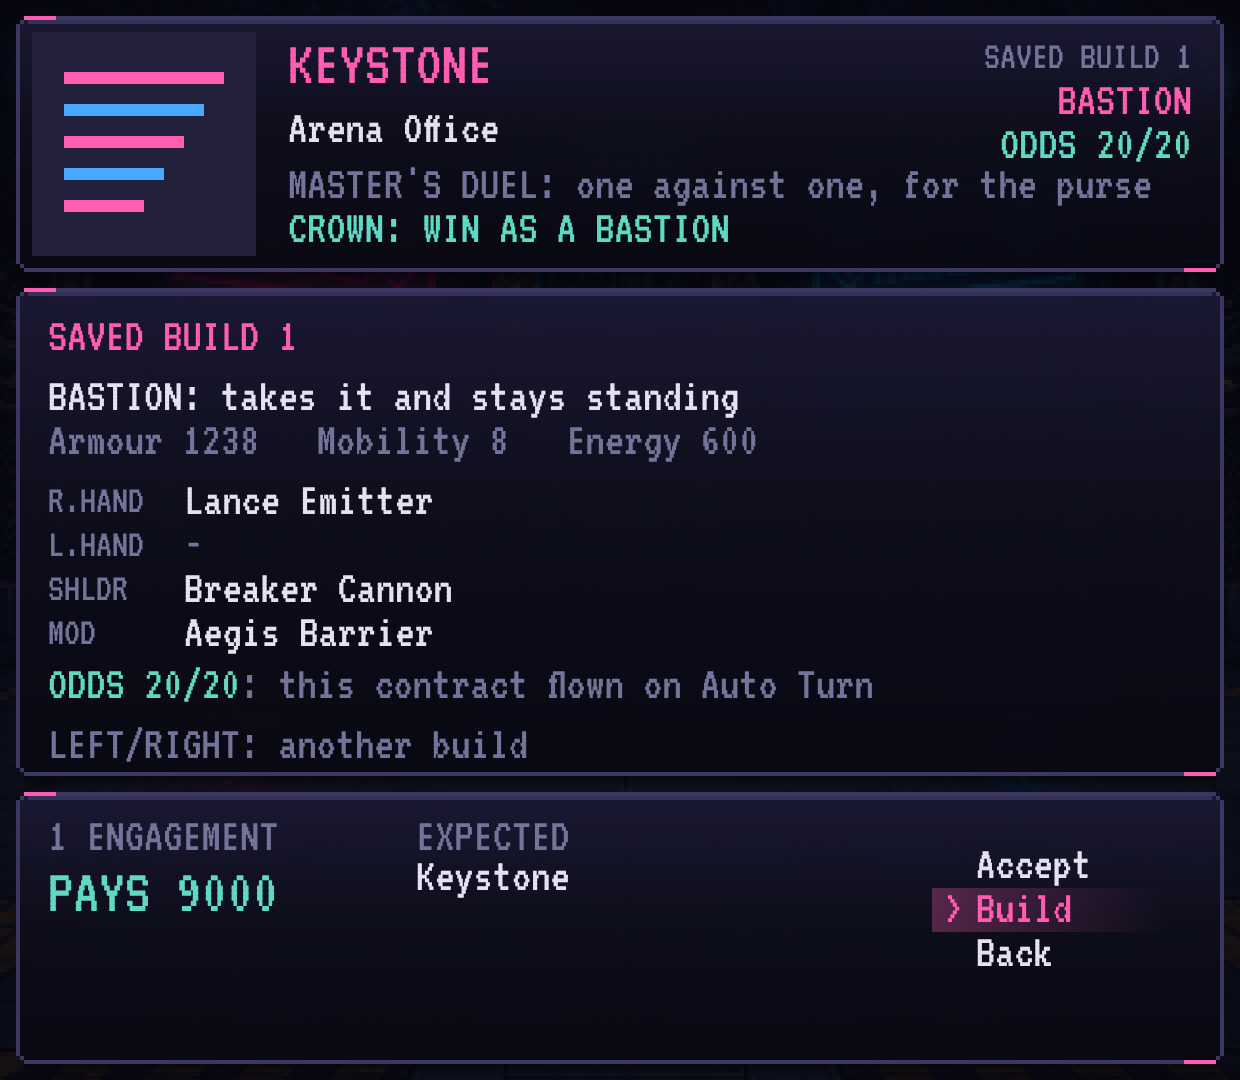 KEYSTONE
SAVED BUILD 1
BASTION
Arena Office
ODDS 20/20
MASTER'S DUEL: one against one, for the purse
CROWN: WIN AS A BASTION
SAVED BUILD 1
BASTION: takes it and stays standing
Armour 1238 Mobility 8 Energy 600
R.HAND Lance Emitter
L.HAND -
SHLDR Breaker Cannon
MOD Aegis Barrier
ODDS 20/20: this contract flown on Auto Turn
LEFT/RIGHT: another build
1 ENGAGEMENT
PAYS 9000
EXPECTED
Keystone
Accept
> Build
Back